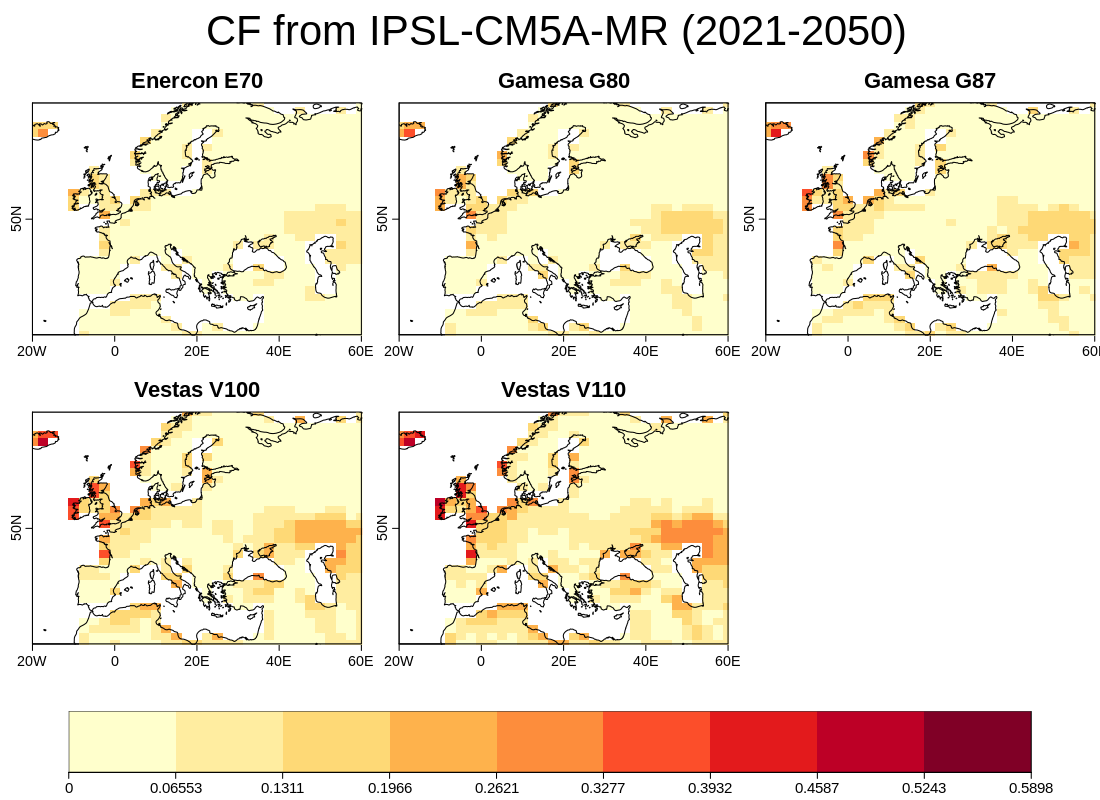 CF from IPSL-CM5A-MR (2021-2050)
Enercon E70
Gamesa G80
Gamesa G87
50N
50N
50N
20W 0 20E 40E 60E
20W 0 20E 40E 60E
20W 0 20E 40E 60E
Vestas V100
Vestas V110
50N
50N
20W 0 20E 40E 60E
20W 0 20E 40E 60E
0 0.06553 0.1311 0.1966 0.2621 0.3277 0.3932 0.4587 0.5243 0.5898